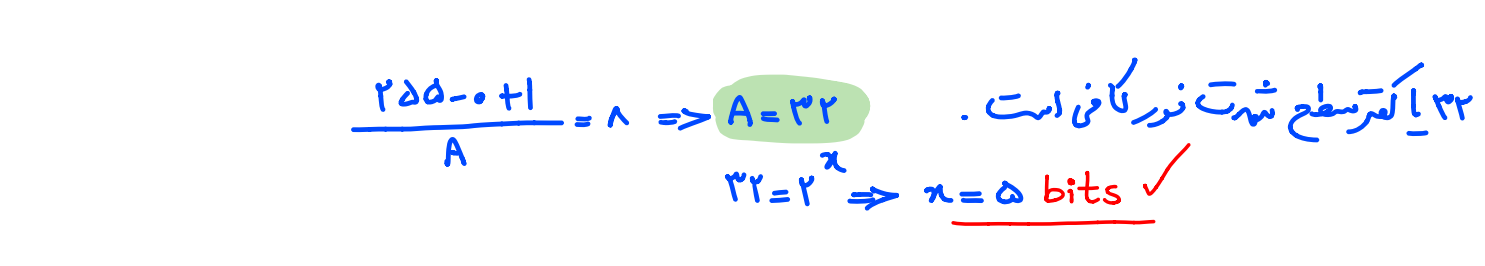 ۳۲ یا کمتر سطح شدت نور کافی است . (۲۵۵-۰+۱)/A = ۸ => A=۳۲
۳۲=۲^x => x=۵ bits ✓